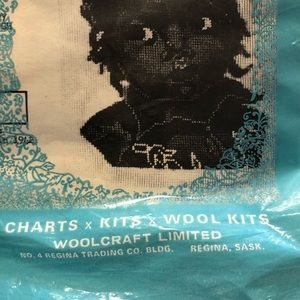 CHARTS x KITS x WOOL KITS
WOOLCRAFT LIMITED
NO. 4 REGINA TRADING CO. BLDG. REGINA, SASK.